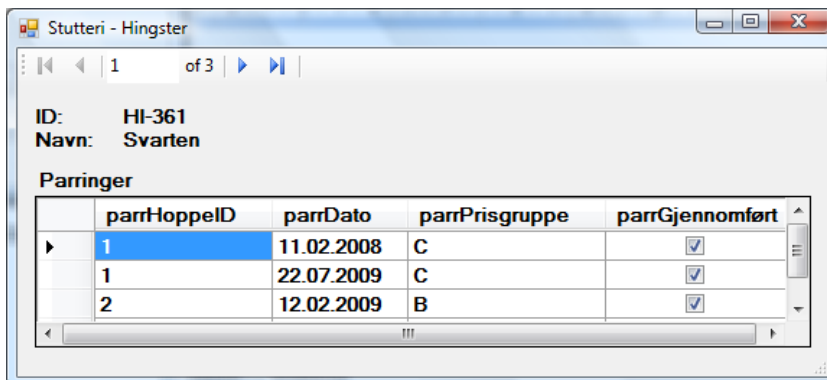 Stutteri - Hingster
1 of 3
ID: HI-361
Navn: Svarten
Parringer
parrHoppeID parrDato parrPrisgruppe parrGjennomført
1 11.02.2008 C
1 22.07.2009 C
2 12.02.2009 B